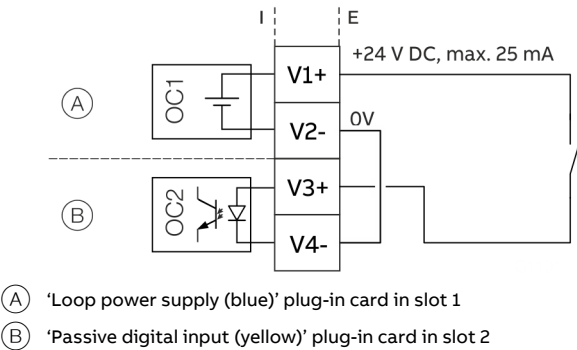 I E
+24 V DC, max. 25 mA
OC1
V1+
A
V2-
0V
OC2
V3+
B
V4-
A 'Loop power supply (blue)' plug-in card in slot 1
B 'Passive digital input (yellow)' plug-in card in slot 2